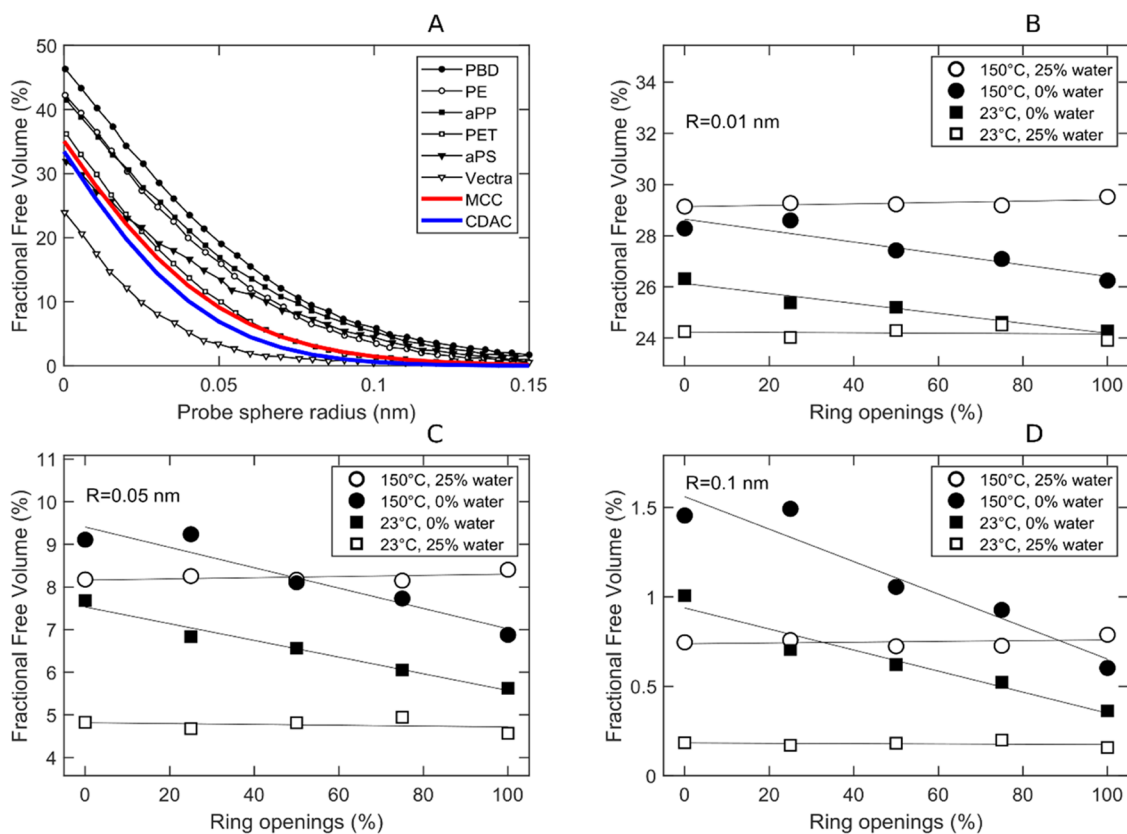 A
Fractional Free Volume (%)
50
40
30
20
10
0
0
0.05
0.1
0.15
Probe sphere radius (nm)
PBD
PE
aPP
PET
aPS
Vectra
MCC
CDAC
B
Fractional Free Volume (%)
34
32
30
28
26
24
0
20
40
60
80
100
Ring openings (%)
R=0.01 nm
150°C, 25% water
150°C, 0% water
23°C, 0% water
23°C, 25% water
C
Fractional Free Volume (%)
11
10
9
8
7
6
5
4
0
20
40
60
80
100
Ring openings (%)
R=0.05 nm
150°C, 25% water
150°C, 0% water
23°C, 0% water
23°C, 25% water
D
Fractional Free Volume (%)
1.5
1
0.5
0
0
20
40
60
80
100
Ring openings (%)
R=0.1 nm
150°C, 25% water
150°C, 0% water
23°C, 0% water
23°C, 25% water